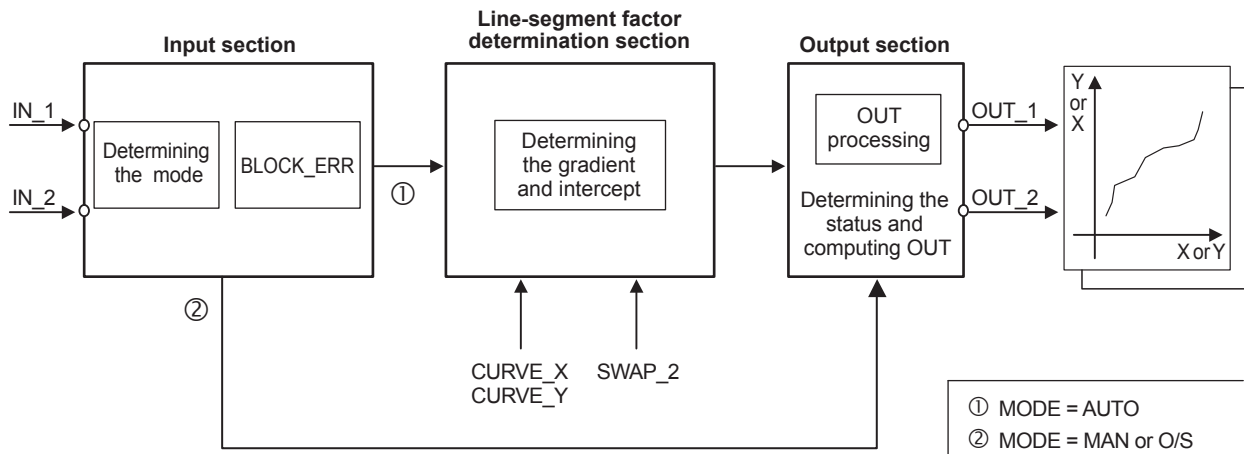 Line-segment factor
determination section
Input section
Output section
IN_1
IN_2
Determining
the mode
BLOCK_ERR
①
Determining
the gradient
and intercept
OUT
processing
Determining the
status and
computing OUT
OUT_1
OUT_2
Y
or
X
X or Y
②
CURVE_X
CURVE_Y
SWAP_2
① MODE = AUTO
② MODE = MAN or O/S